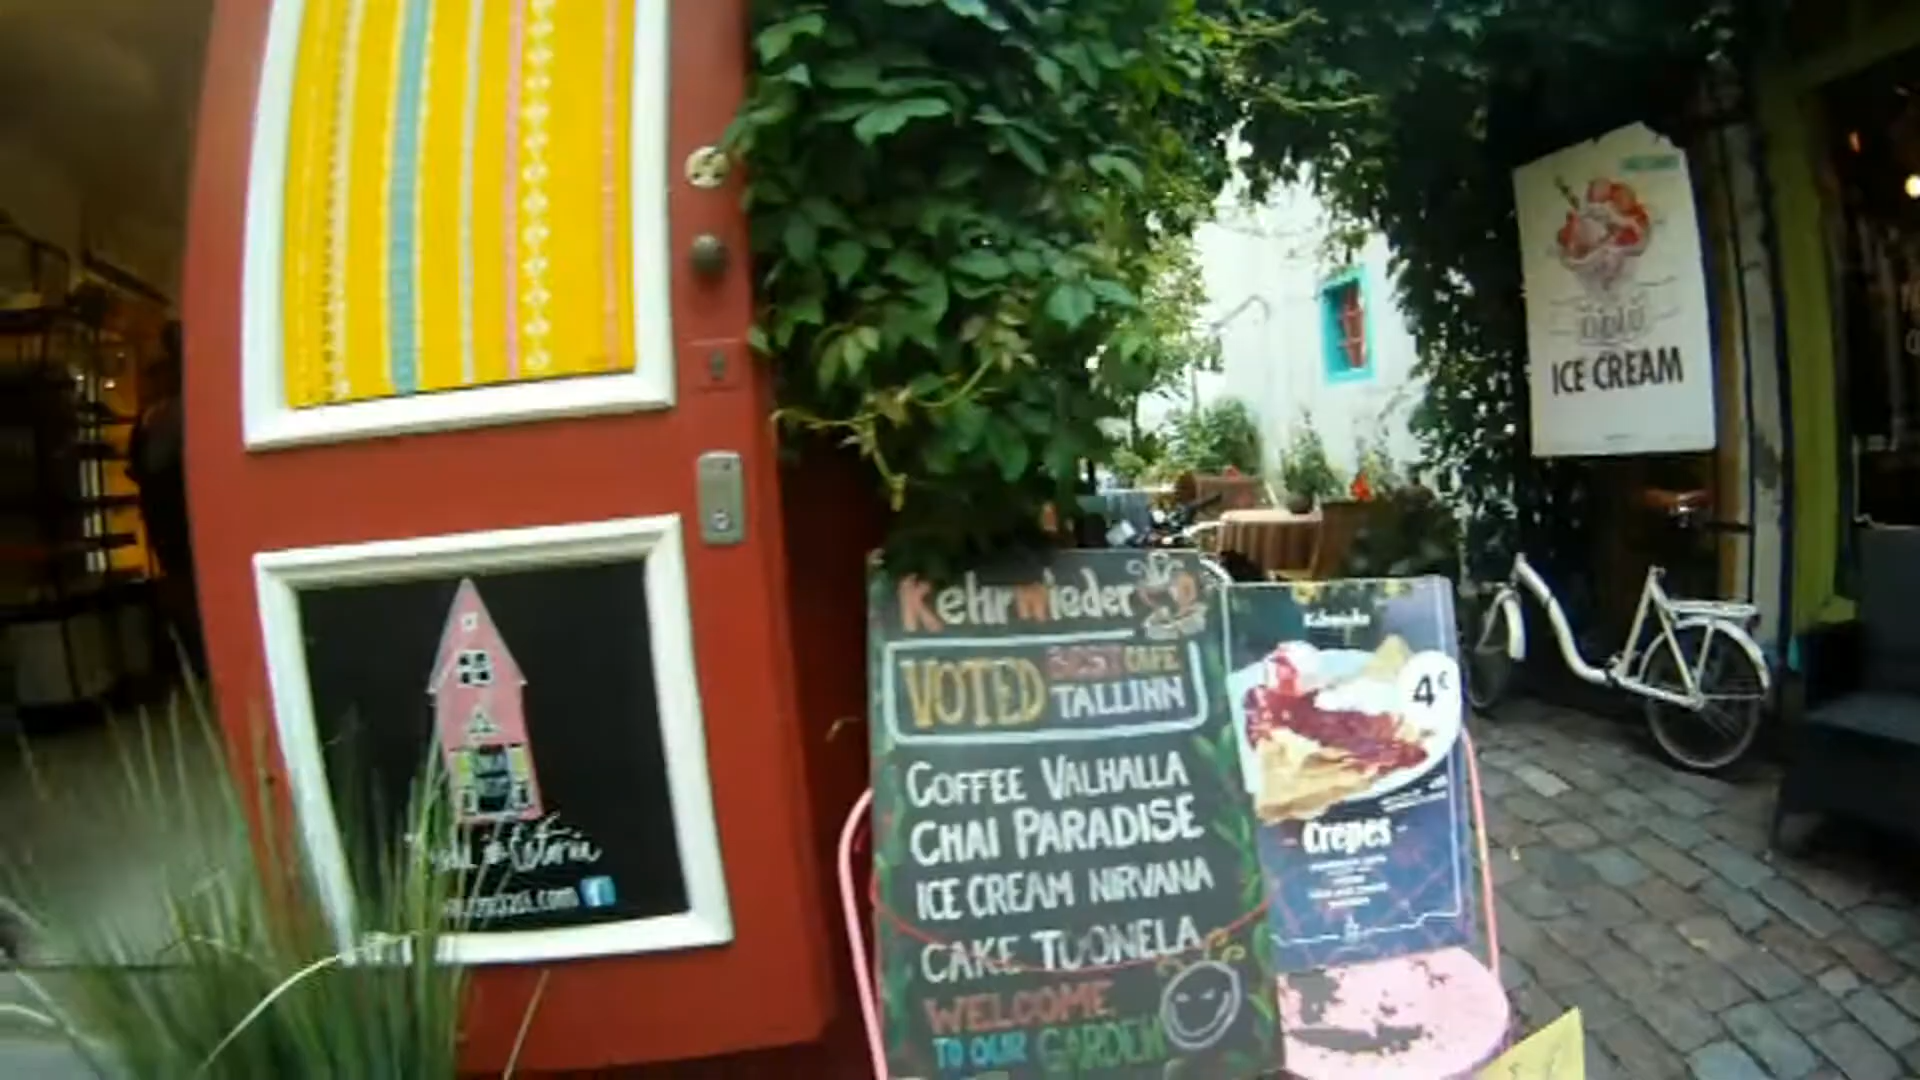 Kehrwieder
VOTED BEST CAFE
TALLINN
COFFEE VALHALLA
CHAI PARADISE
ICE CREAM NIRVANA
CAKE TUONELA
WELCOME
TO OUR GARDEN
4€
Crepes
ICE CREAM